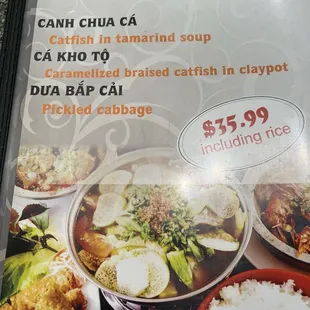 CANH CHUA CÁ
Catfish in tamarind soup
CÁ KHO TỘ
Caramelized braised catfish in claypot
DƯA BẮP CẢI
Pickled cabbage
$35.99
including rice